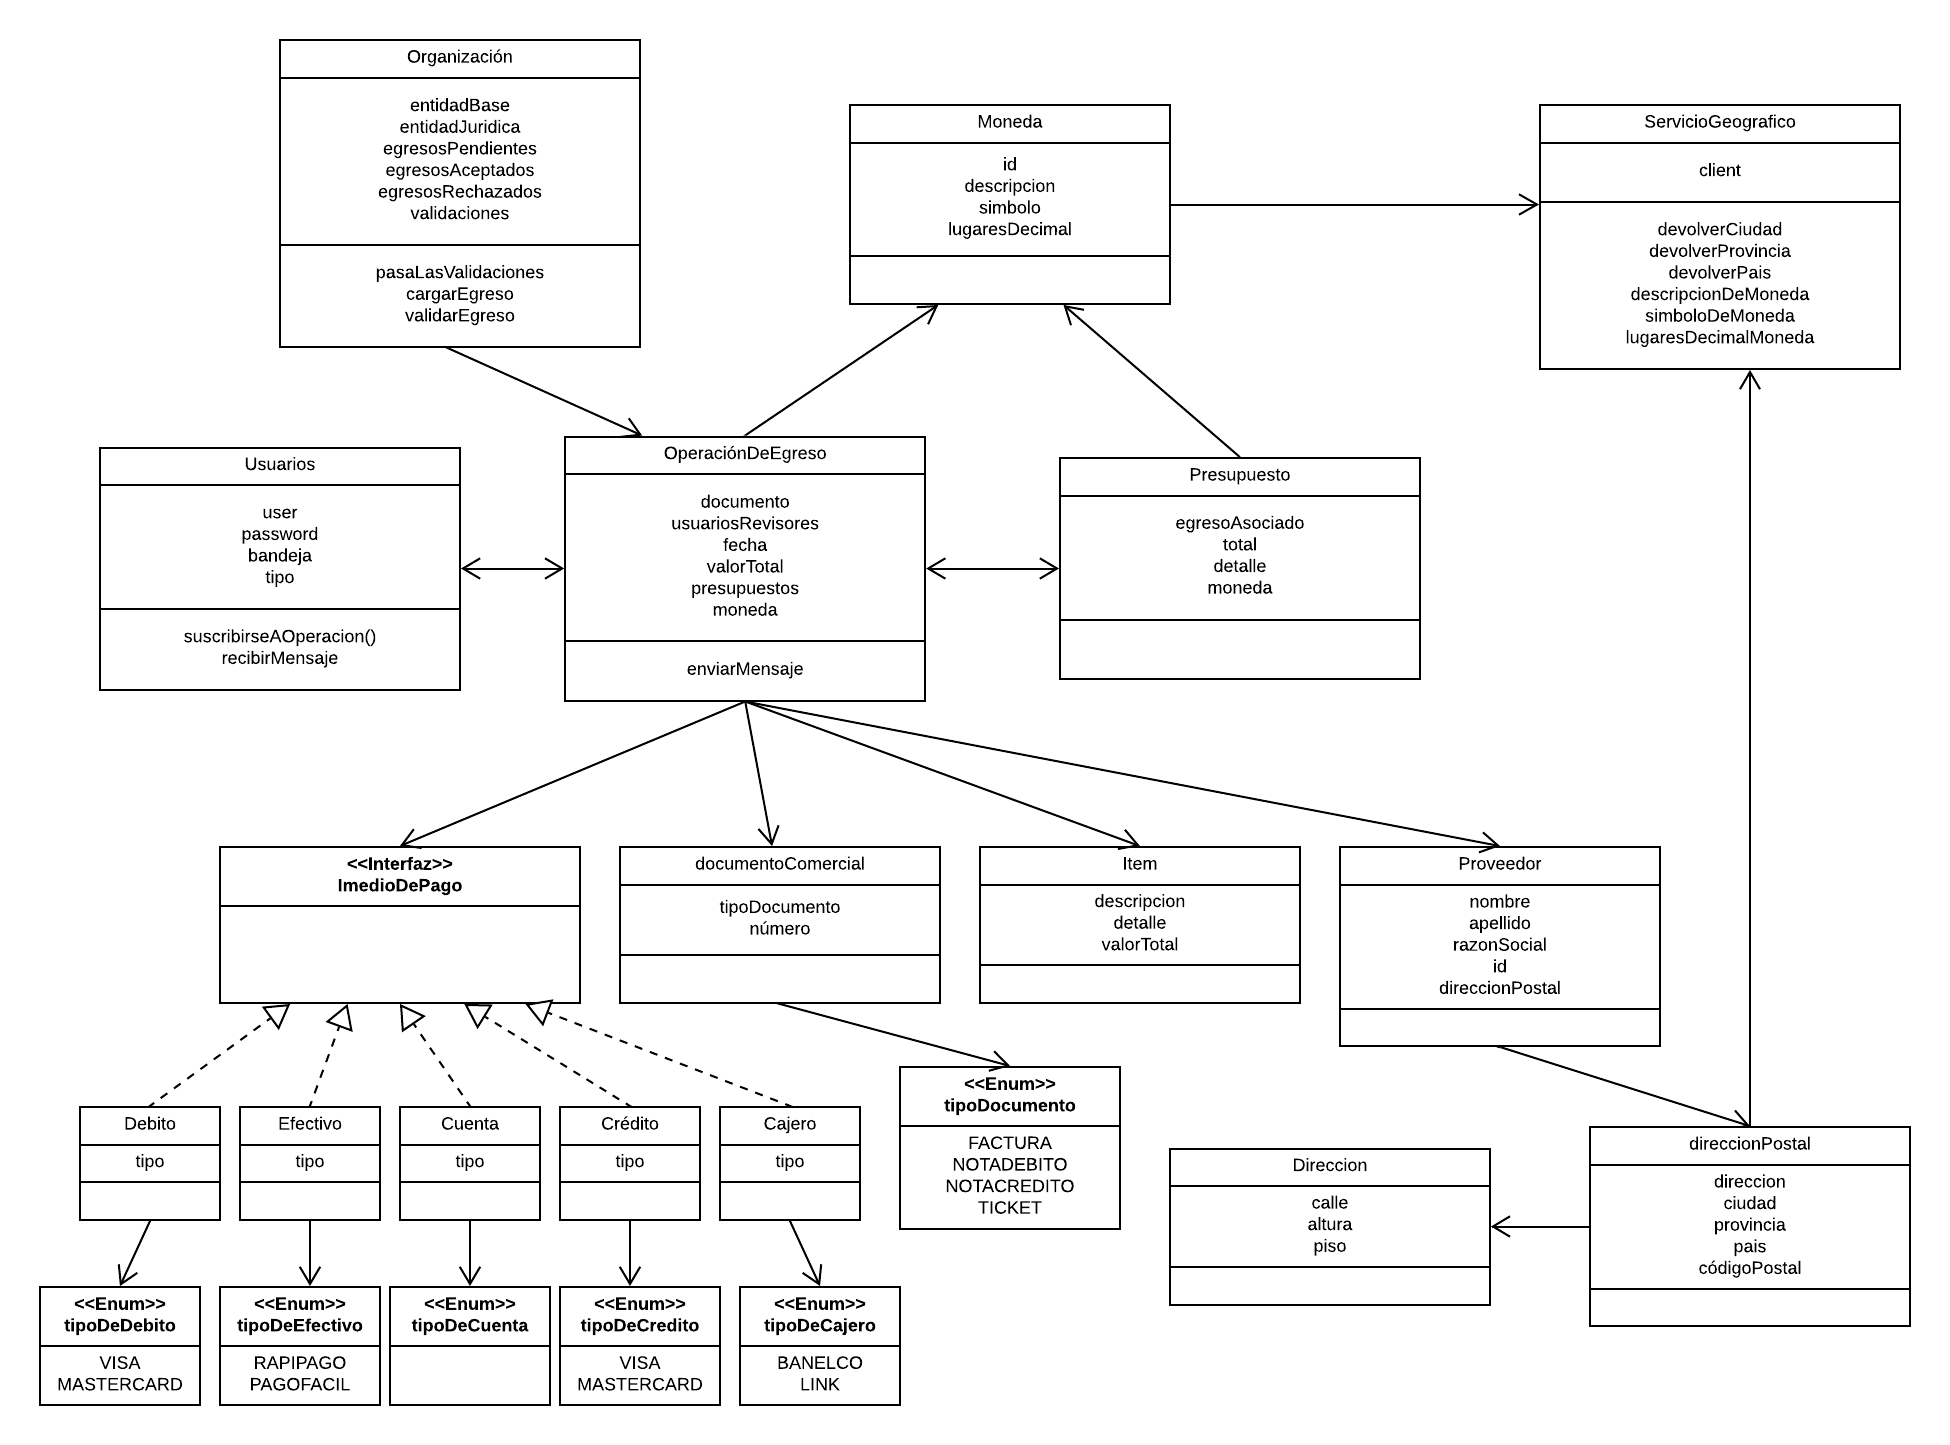 Organización
entidadBase
entidadJuridica
egresosPendientes
egresosAceptados
egresosRechazados
validaciones
pasaLasValidaciones
cargarEgreso
validarEgreso
Moneda
id
descripcion
simbolo
lugaresDecimal
ServicioGeografico
client
devolverCiudad
devolverProvincia
devolverPais
descripcionDeMoneda
simboloDeMoneda
lugaresDecimalMoneda
Usuarios
user
password
bandeja
tipo
suscribirseAOperacion()
recibirMensaje
OperaciónDeEgreso
documento
usuariosRevisores
fecha
valorTotal
presupuestos
moneda
enviarMensaje
Presupuesto
egresoAsociado
total
detalle
moneda
<<Interfaz>>
ImedioDePago
documentoComercial
tipoDocumento
número
Item
descripcion
detalle
valorTotal
Proveedor
nombre
apellido
razonSocial
id
direccionPostal
Debito
tipo
Efectivo
tipo
Cuenta
tipo
Crédito
tipo
Cajero
tipo
<<Enum>>
tipoDocumento
FACTURA
NOTADEBITO
NOTACREDITO
TICKET
Direccion
calle
altura
piso
direccionPostal
direccion
ciudad
provincia
pais
códigoPostal
<<Enum>>
tipoDeDebito
VISA
MASTERCARD
<<Enum>>
tipoDeEfectivo
RAPIPAGO
PAGOFACIL
<<Enum>>
tipoDeCuenta
<<Enum>>
tipoDeCredito
VISA
MASTERCARD
<<Enum>>
tipoDeCajero
BANELCO
LINK